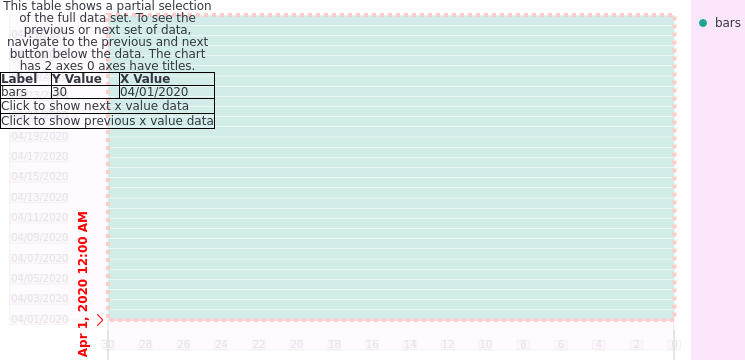 This table shows a partial selection
of the full data set. To see the
previous or next set of data,
navigate to the previous and next
button below the data. The chart
has 2 axes 0 axes have titles.
Label Y Value X Value
bars 30 04/01/2020
Click to show next x value data
Click to show previous x value data
bars
04/19/2020
04/17/2020
04/15/2020
04/13/2020
04/11/2020
04/09/2020
04/07/2020
04/05/2020
04/03/2020
04/01/2020
Apr 1, 2020 12:00 AM
30 28 26 24 22 20 18 16 14 12 10 8 6 4 2 0